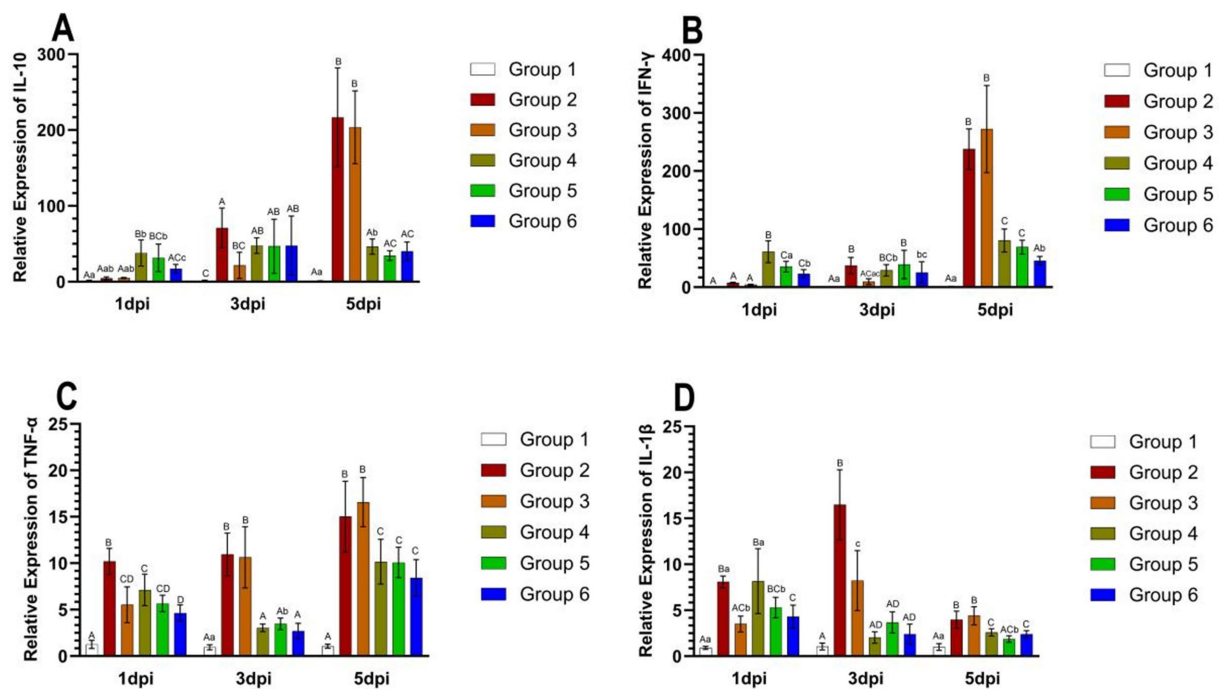 A
Relative Expression of IL-10
300
200
100
0
Aa Aab Aab Bb BCb ACc
C A BC AB AB AB
Aa B B Ab AC AC
1dpi 3dpi 5dpi
Group 1
Group 2
Group 3
Group 4
Group 5
Group 6
B
Relative Expression of IFN-γ
400
300
200
100
0
A A A B Ca Cb
Aa B ACac BCb B bc
Aa B B C C Ab
1dpi 3dpi 5dpi
Group 1
Group 2
Group 3
Group 4
Group 5
Group 6
C
Relative Expression of TNF-α
25
20
15
10
5
0
A B CD C CD D
Aa B B A Ab A
A B B C C C
1dpi 3dpi 5dpi
Group 1
Group 2
Group 3
Group 4
Group 5
Group 6
D
Relative Expression of IL-1β
25
20
15
10
5
0
Aa Ba ACb Ba BCb C
A B c AD AD AD
Aa B B C ACb C
1dpi 3dpi 5dpi
Group 1
Group 2
Group 3
Group 4
Group 5
Group 6